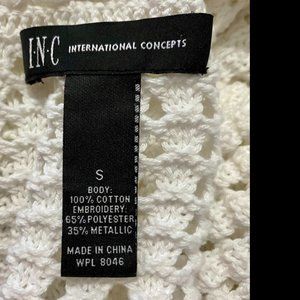 I·N·C INTERNATIONAL CONCEPTS
S
BODY:
100% COTTON
EMBROIDERY:
65% POLYESTER
35% METALLIC
MADE IN CHINA
WPL 8046